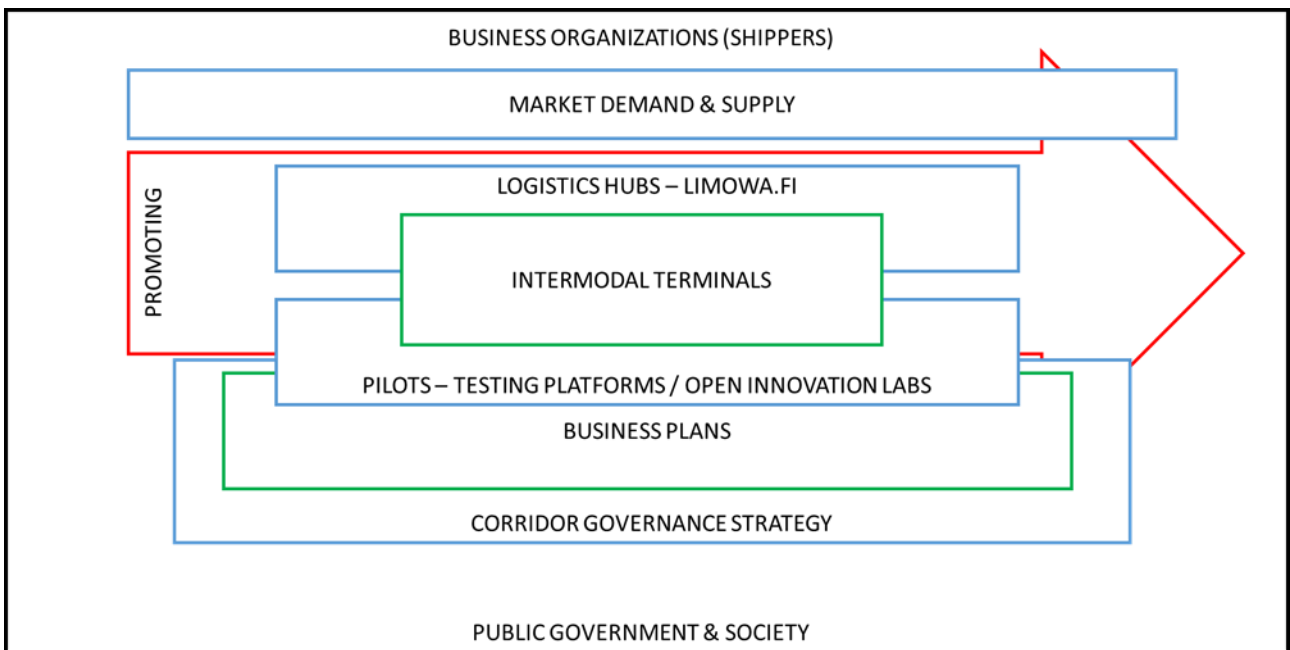 BUSINESS ORGANIZATIONS (SHIPPERS)
MARKET DEMAND & SUPPLY
PROMOTING
LOGISTICS HUBS – LIMOWA.FI
INTERMODAL TERMINALS
PILOTS – TESTING PLATFORMS / OPEN INNOVATION LABS
BUSINESS PLANS
CORRIDOR GOVERNANCE STRATEGY
PUBLIC GOVERNMENT & SOCIETY